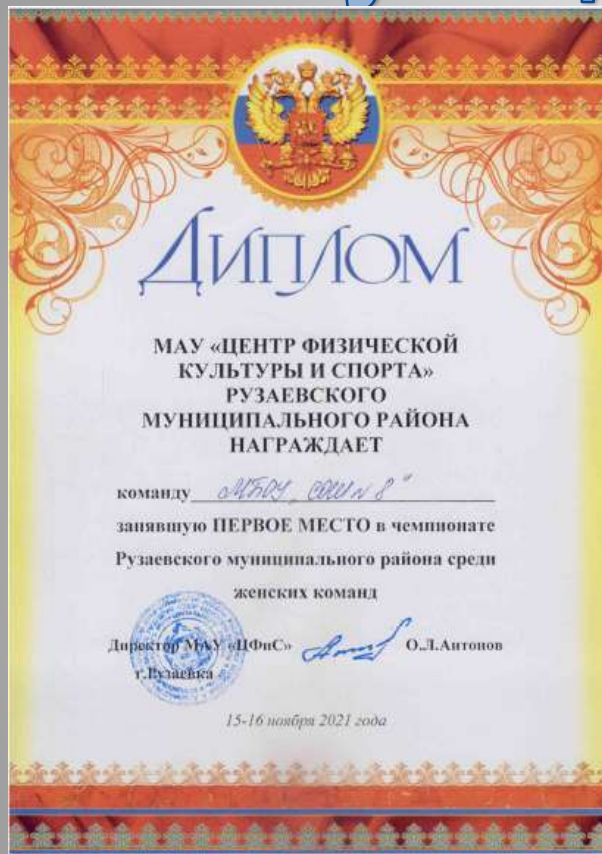 Диплом
МАУ «ЦЕНТР ФИЗИЧЕСКОЙ
КУЛЬТУРЫ И СПОРТА»
РУЗАЕВСКОГО
МУНИЦИПАЛЬНОГО РАЙОНА
НАГРАЖДАЕТ
команду МБОУ „СОШ № 8"
занявшую ПЕРВОЕ МЕСТО в чемпионате
Рузаевского муниципального района среди
женских команд
Директор МАУ «ЦФиС» О.Л.Антонов
г.Рузаевка
15-16 ноября 2021 года